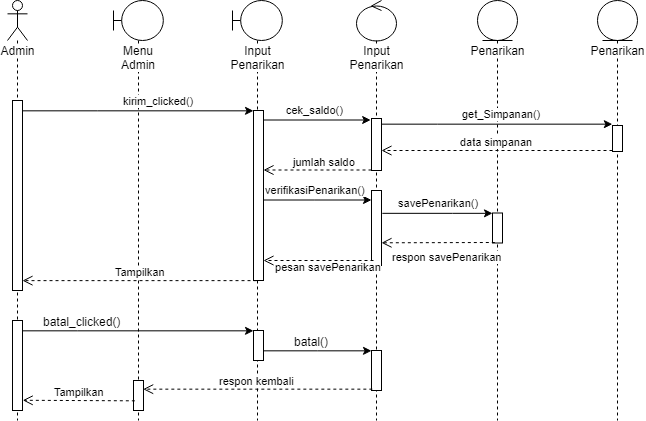 Admin
Menu
Admin
Input
Penarikan
Input
Penarikan
Penarikan
Penarikan
kirim_clicked()
cek_saldo()
get_Simpanan()
data simpanan
jumlah saldo
verifikasiPenarikan()
savePenarikan()
respon savePenarikan
pesan savePenarikan
Tampilkan
batal_clicked()
batal()
respon kembali
Tampilkan